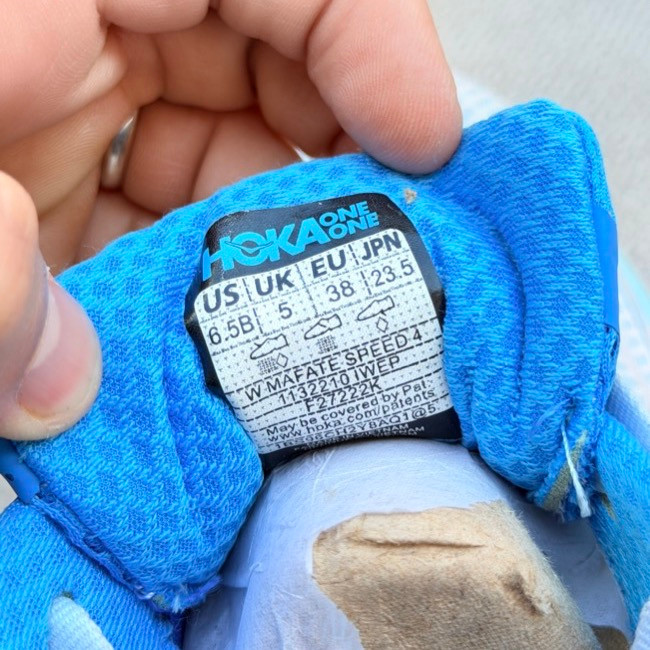 HOKA ONE ONE
US UK EU JPN
6.5B 5 38 23.5
W MAFATE SPEED 4
1132210 IWEP
F27222K
May be covered by Pat.
www.hoka.com/patents